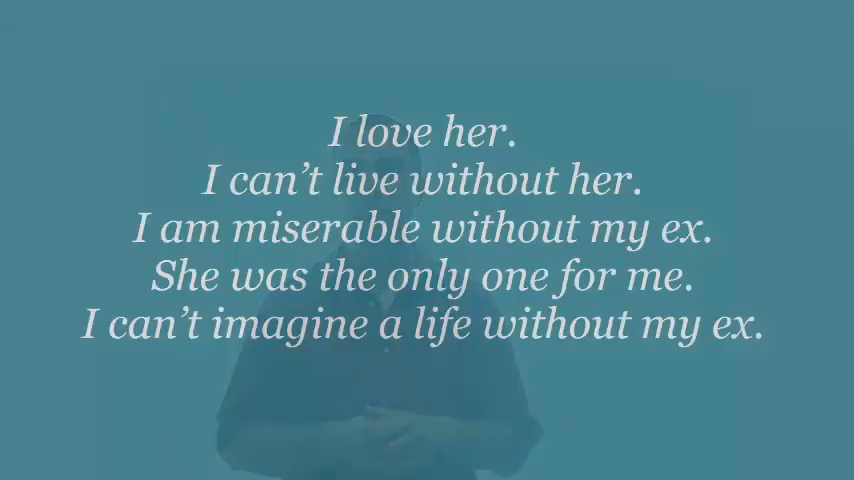 I love her.
I can’t live without her.
I am miserable without my ex.
She was the only one for me.
I can’t imagine a life without my ex.